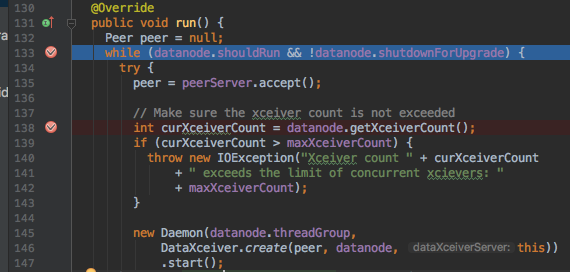 130 @Override
131 public void run() {
132 Peer peer = null;
133 while (datanode.shouldRun && !datanode.shutdownForUpgrade) {
134 try {
135 peer = peerServer.accept();
136
137 // Make sure the xceiver count is not exceeded
138 int curXceiverCount = datanode.getXceiverCount();
139 if (curXceiverCount > maxXceiverCount) {
140 throw new IOException("Xceiver count " + curXceiverCount
141 + " exceeds the limit of concurrent xcievers: "
142 + maxXceiverCount);
143 }
144
145 new Daemon(datanode.threadGroup,
146 DataXceiver.create(peer, datanode, dataXceiverServer: this))
147 .start();